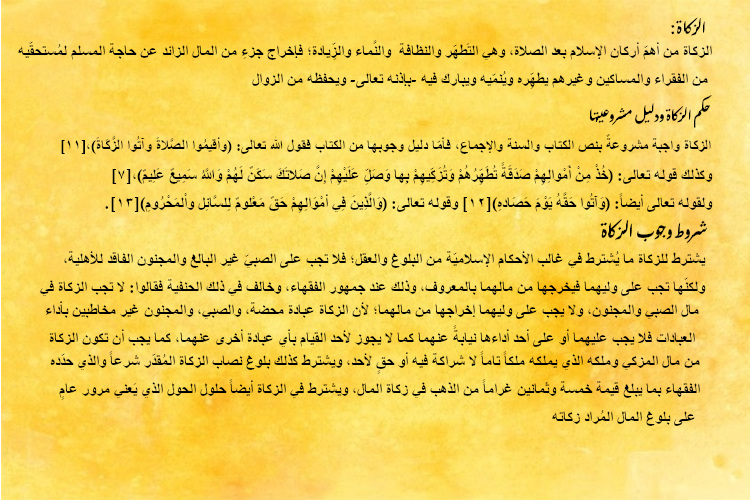 الزكاة :
الزكاة من أهمّ أركان الإسلام بعد الصلاة، وهي التّطهّر والنظافة والنَّماء والزِّيادة؛ فإخراج جزءٍ من المال الزائد عن حاجة المسلم لمُستحقّيه
من الفقراء والمساكين وغيرهم يطهّره ويُنمّيه ويبارك فيه -بإذنه تعالى- ويحفظه من الزوال
حكم الزكاة ودليل مشروعيتها
الزكاة واجبة مشروعةٌ بنص الكتاب والسنة والإجماع، فأمّا دليل وجوبها من الكتاب فقول الله تعالى: (وأقيمُوا الصَّلاةَ وآتُوا الزَّكَاةَ)،[١١]
وكذلك قوله تعالى: (خُذْ مِنْ أَمْوالِهِمْ صَدَقَةً تُطَهِّرُهُمْ وَتُزَكِّيهِمْ بِها وَصَلِّ عَلَيْهِمْ إِنَّ صَلاتَكَ سَكَنٌ لَهُمْ وَاللَّهُ سَمِيعٌ عَلِيمٌ)،[٧]
ولقوله تعالى أيضاً: (وَآتُوا حَقَّهُ يَوْمَ حَصَادِهِ)[١٢] وقوله تعالى: (وَالَّذِينَ فِي أَمْوَالِهِمْ حَقٌ مَعْلُومٌ لِلسَّائِلِ وَالْمَحْرُومِ)[١٣].
شروط وجوب الزكاة
يشترط للزكاة ما يُشترط في غالب الأحكام الإسلاميّة من البلوغ والعقل؛ فلا تجب على الصبيّ غير البالغ والمجنون الفاقد للأهلية،
ولكنّها تجب على وليهما فيخرجها من مالهما بالمعروف، وذلك عند جمهور الفقهاء، وخالف في ذلك الحنفية فقالوا: لا تجب الزكاة في
مال الصبي والمجنون، ولا يجب على وليهما إخراجها من مالهما؛ لأن الزكاة عبادة محضة، والصبي، والمجنون غير مخاطبين بأداء
العبادات فلا يجب عليهما أو على أحد أداءها نيابةً عنهما كما لا يجوز لأحد القيام بأي عبادة أخرى عنهما، كما يجب أن تكون الزكاة
من مال المزكي وملكه الذي يملكه ملكاً تاماً لا شراكة فيه أو حقٍ لأحد، ويشترط كذلك بلوغ نصاب الزكاة المُقدّر شرعاً والذي حدّده
الفقهاء بما يبلغ قيمة خمسة وثمانين غراماً من الذهب في زكاة المال، ويشترط في الزكاة أيضاً حلول الحول الذي يَعني مرور عامٍ
على بلوغ المال المُراد زكاته